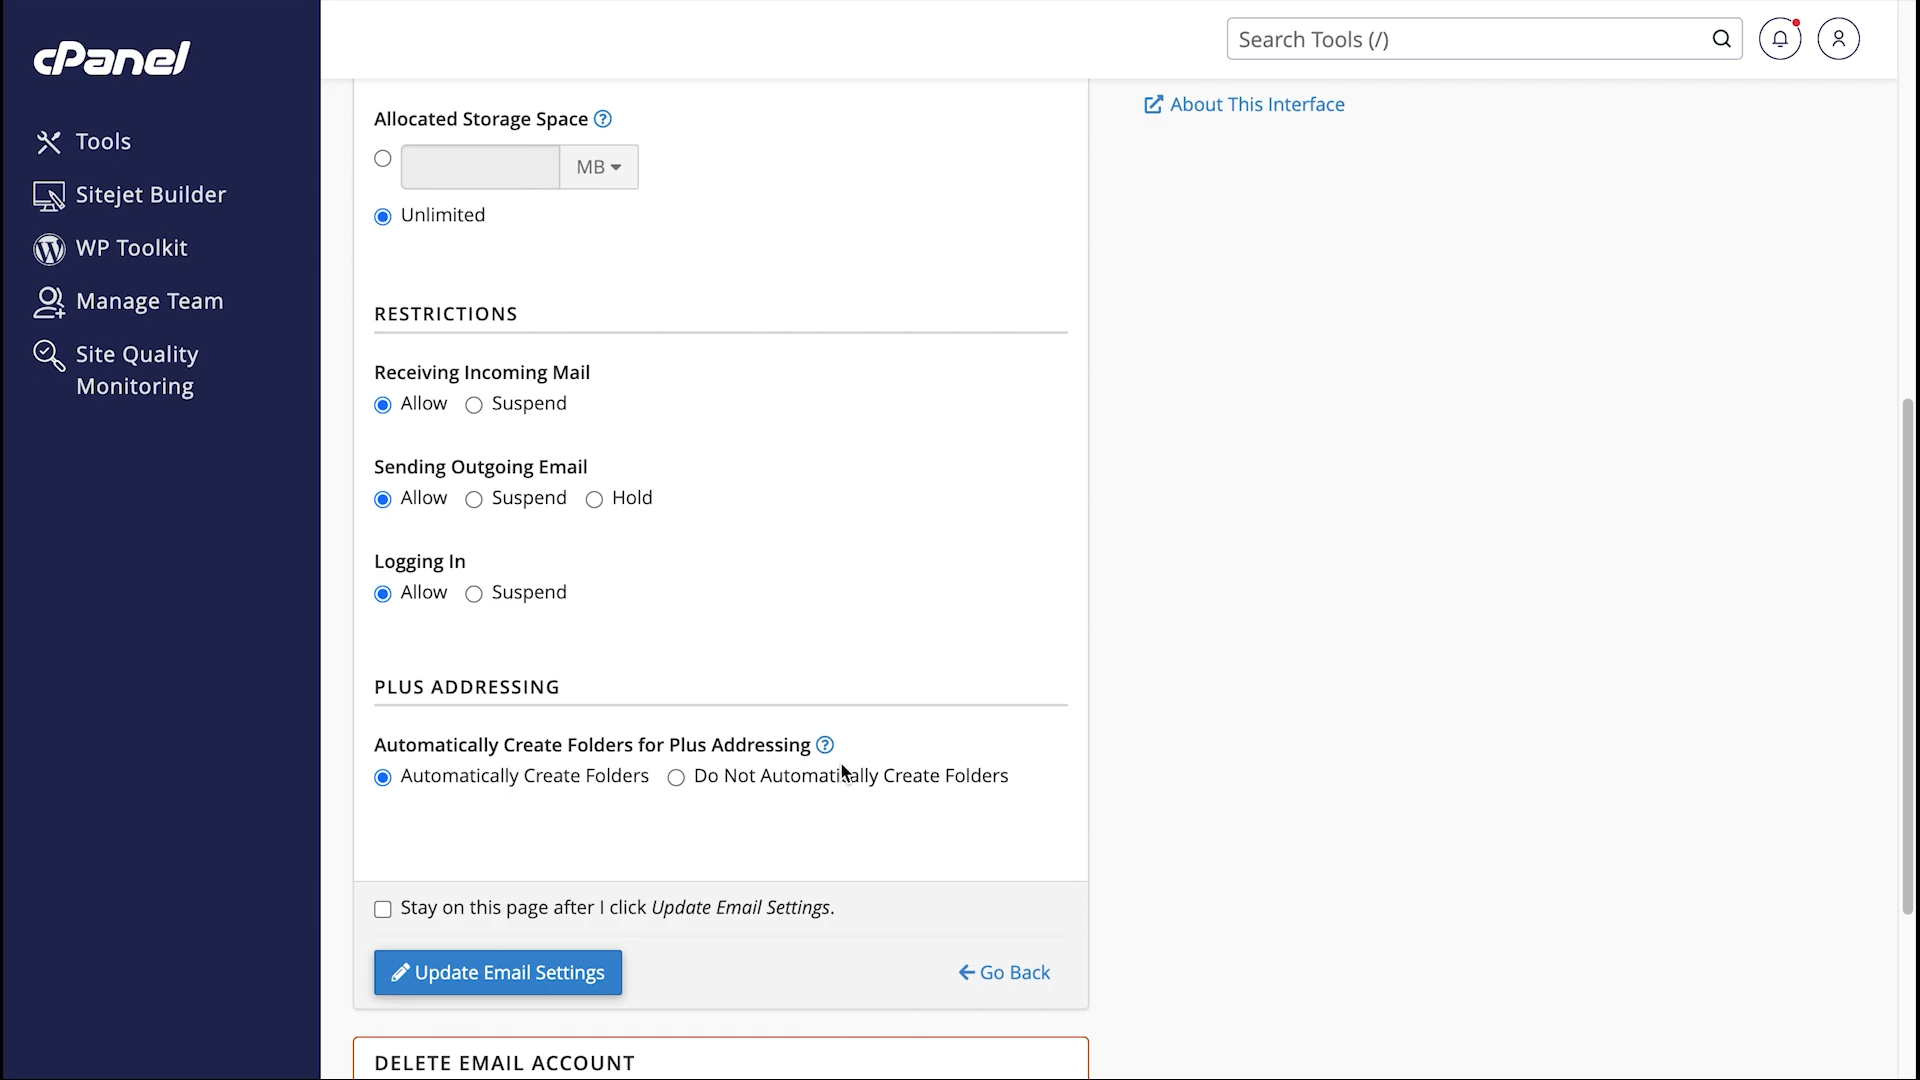 cPanel
Search Tools (/)
Tools
Sitejet Builder
WP Toolkit
Manage Team
Site Quality
Monitoring
About This Interface
Allocated Storage Space
MB
Unlimited
RESTRICTIONS
Receiving Incoming Mail
Allow Suspend
Sending Outgoing Email
Allow Suspend Hold
Logging In
Allow Suspend
PLUS ADDRESSING
Automatically Create Folders for Plus Addressing
Automatically Create Folders Do Not Automatically Create Folders
Stay on this page after I click Update Email Settings.
Update Email Settings Go Back
DELETE EMAIL ACCOUNT